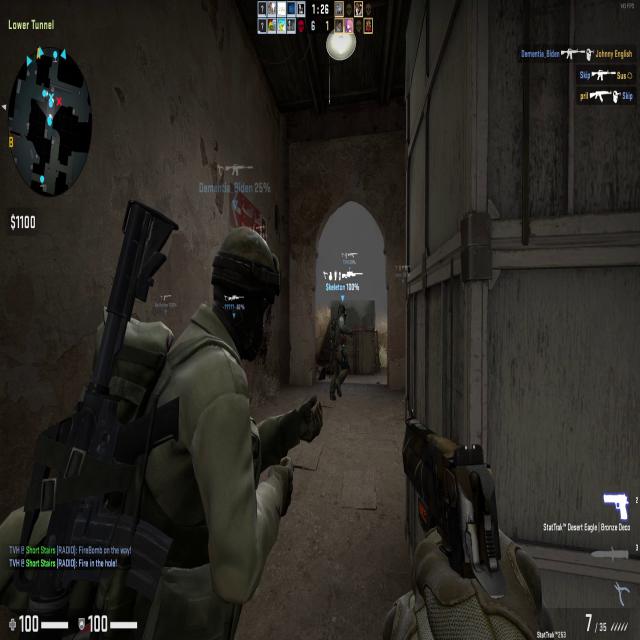 Lower Tunnel
1:26
6 1
B
$1100
Dementia_Biden Johnny English
Skip Sus
Skip
Dementia_Biden 25%
Skeleton 100%
StatTrak™ Desert Eagle | Bronze Deco
2
3
TVH @ Short Stairs [RADIO]: FireBomb on the way!
TVH @ Short Stairs [RADIO]: Fire in the hole!
100 100
7 / 35